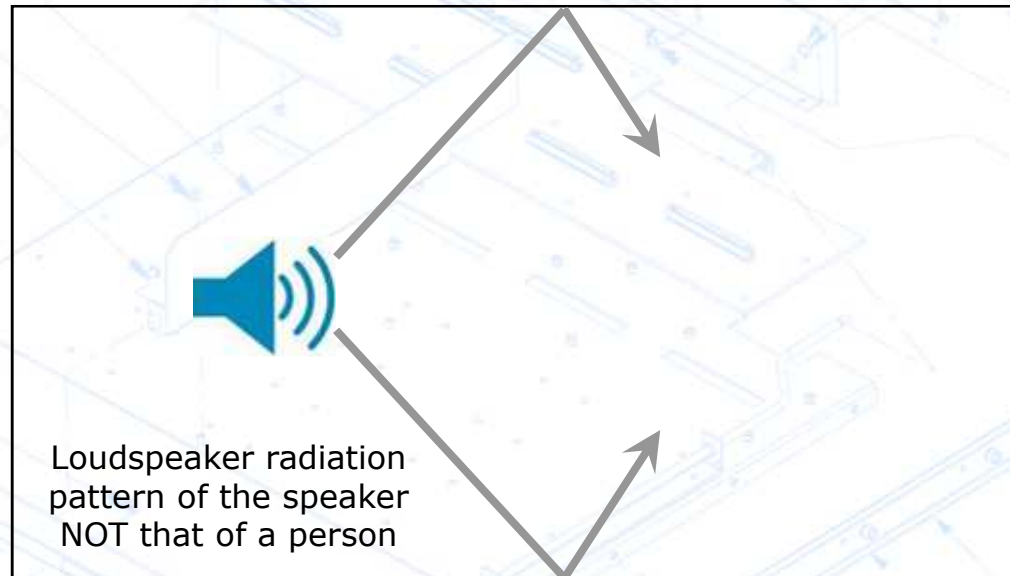 Loudspeaker radiation
pattern of the speaker
NOT that of a person